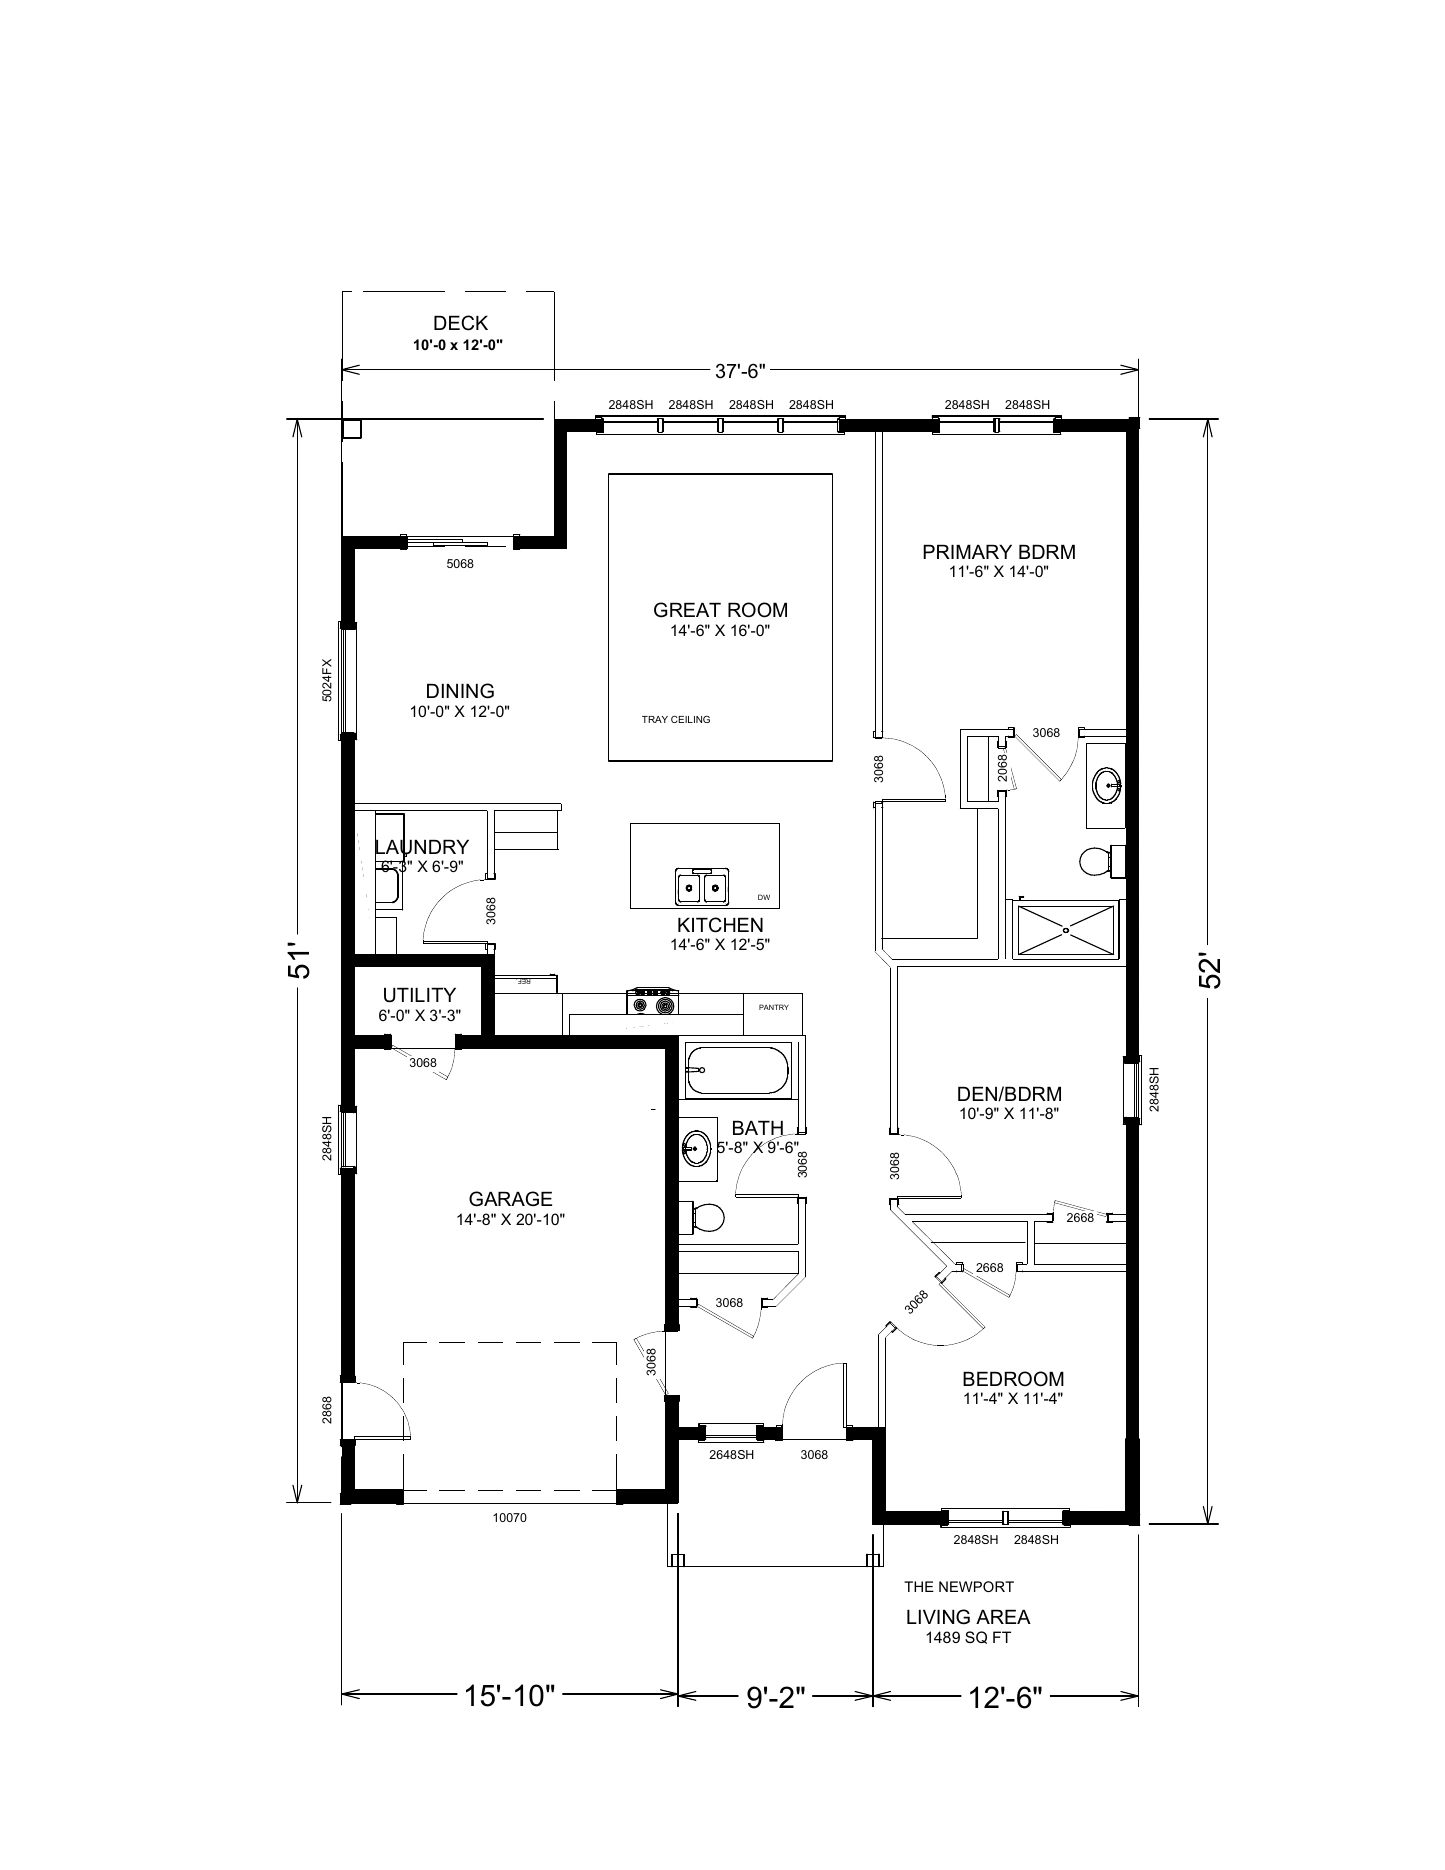 DECK
10'-0 x 12'-0"
37'-6"
2848SH 2848SH 2848SH 2848SH
2848SH 2848SH
5068
PRIMARY BDRM
11'-6" X 14'-0"
GREAT ROOM
14'-6" X 16'-0"
5024FX
DINING
10'-0" X 12'-0"
TRAY CEILING
3068
3068
2068
LAUNDRY
6'-3" X 6'-9"
3068
DW
KITCHEN
14'-6" X 12'-5"
51'
52'
REF
UTILITY
6'-0" X 3'-3"
PANTRY
3068
2848SH
DEN/BDRM
10'-9" X 11'-8"
2848SH
BATH
5'-8" X 9'-6"
3068
3068
GARAGE
14'-8" X 20'-10"
2668
2668
3068
3068
3068
2868
BEDROOM
11'-4" X 11'-4"
2648SH
3068
10070
2848SH 2848SH
THE NEWPORT
LIVING AREA
1489 SQ FT
15'-10"
9'-2"
12'-6"